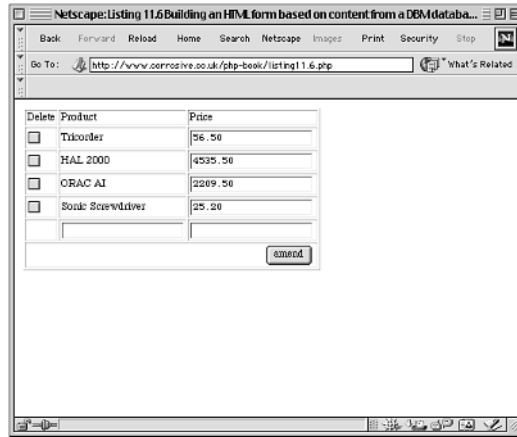 Netscape: Listing 11.6 Building an HTML form based on content from a DBM databa...
Back Forward Reload Home Search Netscape Images Print Security Stop
Go To: http://www.corrosive.co.uk/php-book/listing11.6.php What's Related
Delete Product Price
Tricorder 56.50
HAL 2000 4535.50
ORAC AI 2209.50
Sonic Screwdriver 25.20
amend